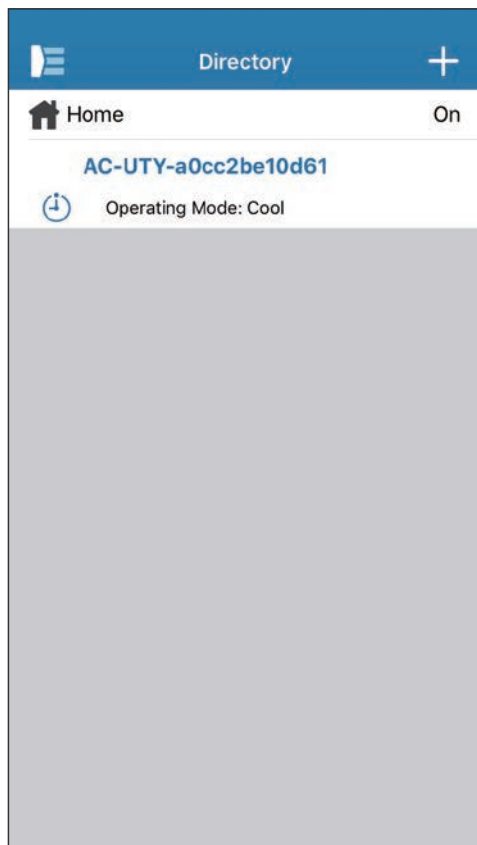 Directory
Home On
AC-UTY-a0cc2be10d61
Operating Mode: Cool